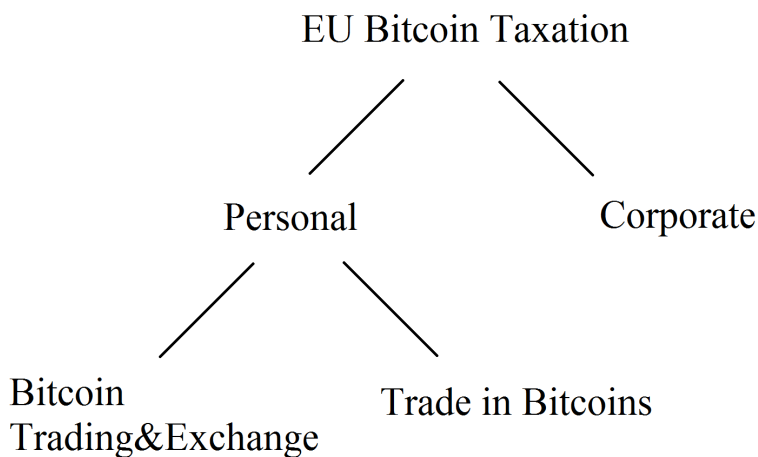 EU Bitcoin Taxation
Personal
Corporate
Bitcoin
Trading&Exchange
Trade in Bitcoins